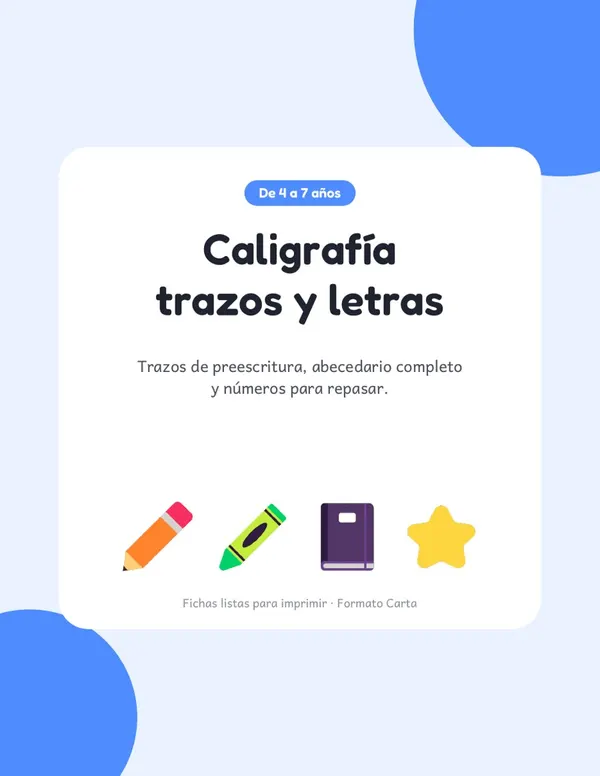 De 4 a 7 años
Caligrafía
trazos y letras
Trazos de preescritura, abecedario completo
y números para repasar.
Fichas listas para imprimir · Formato Carta